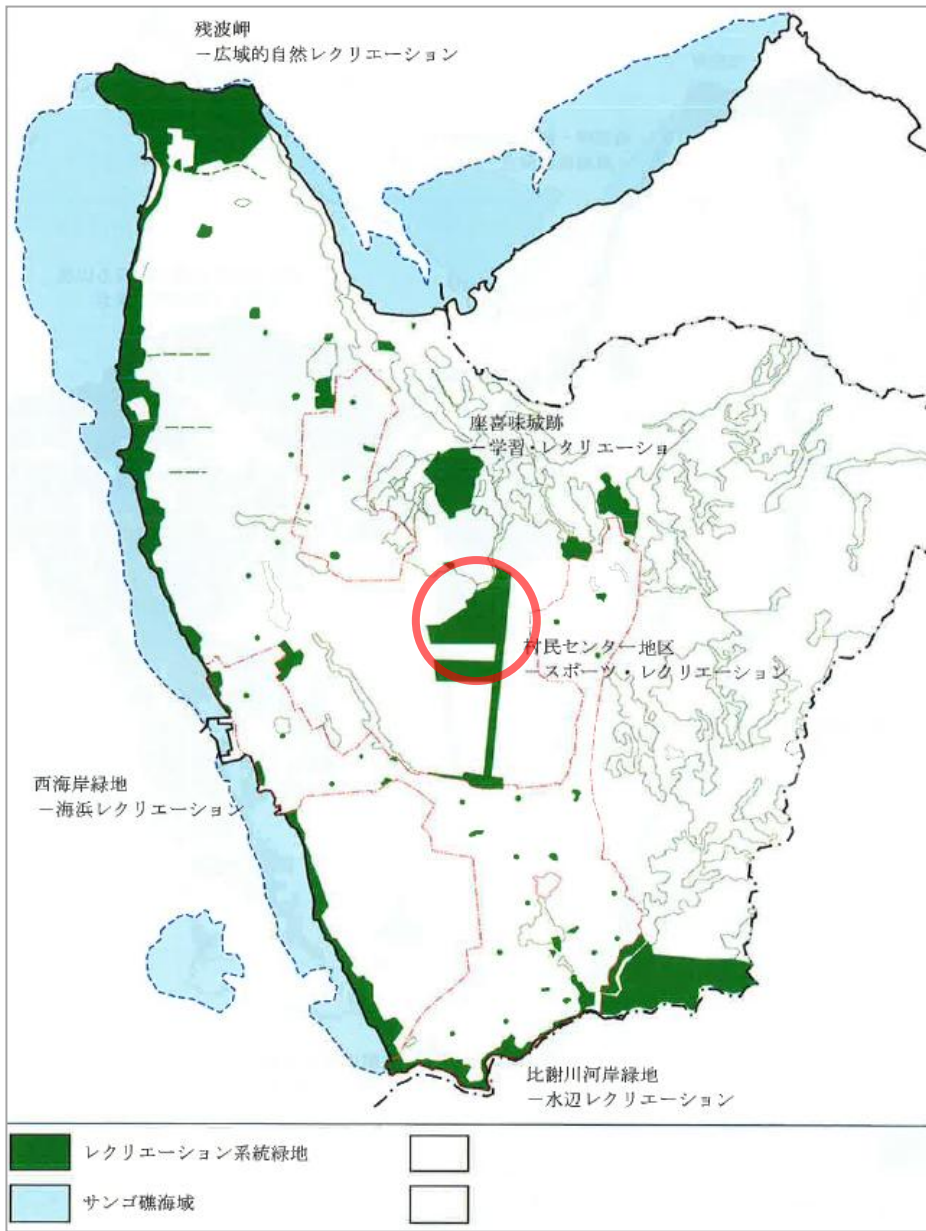 残波岬
－広域的自然レクリエーション
座喜味城跡
－学習・レクリエーショ
村民センター地区
－スポーツ・レクリエーション
西海岸緑地
－海浜レクリエーション
比謝川河岸緑地
－水辺レクリエーション
レクリエーション系統緑地
サンゴ礁海域